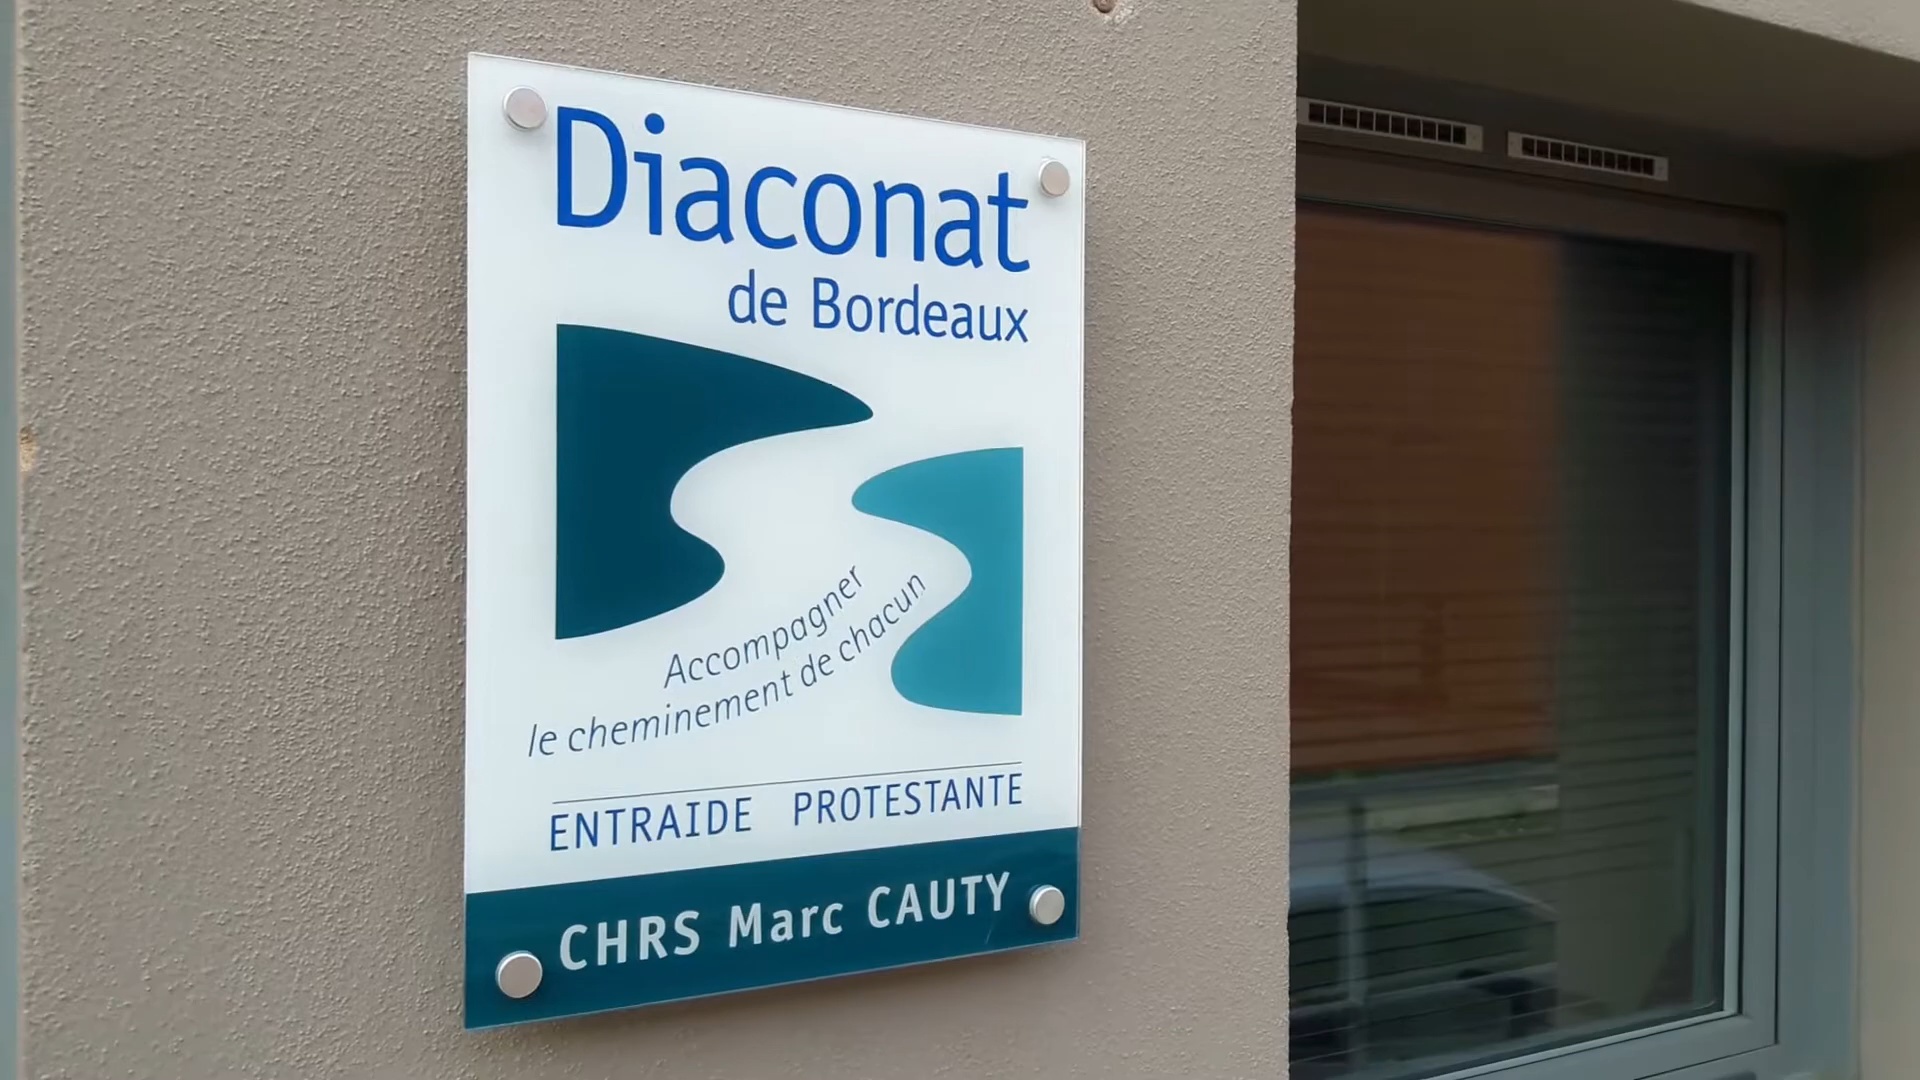 Diaconat
de Bordeaux
Accompagner
le cheminement de chacun
ENTRAIDE PROTESTANTE
CHRS Marc CAUTY